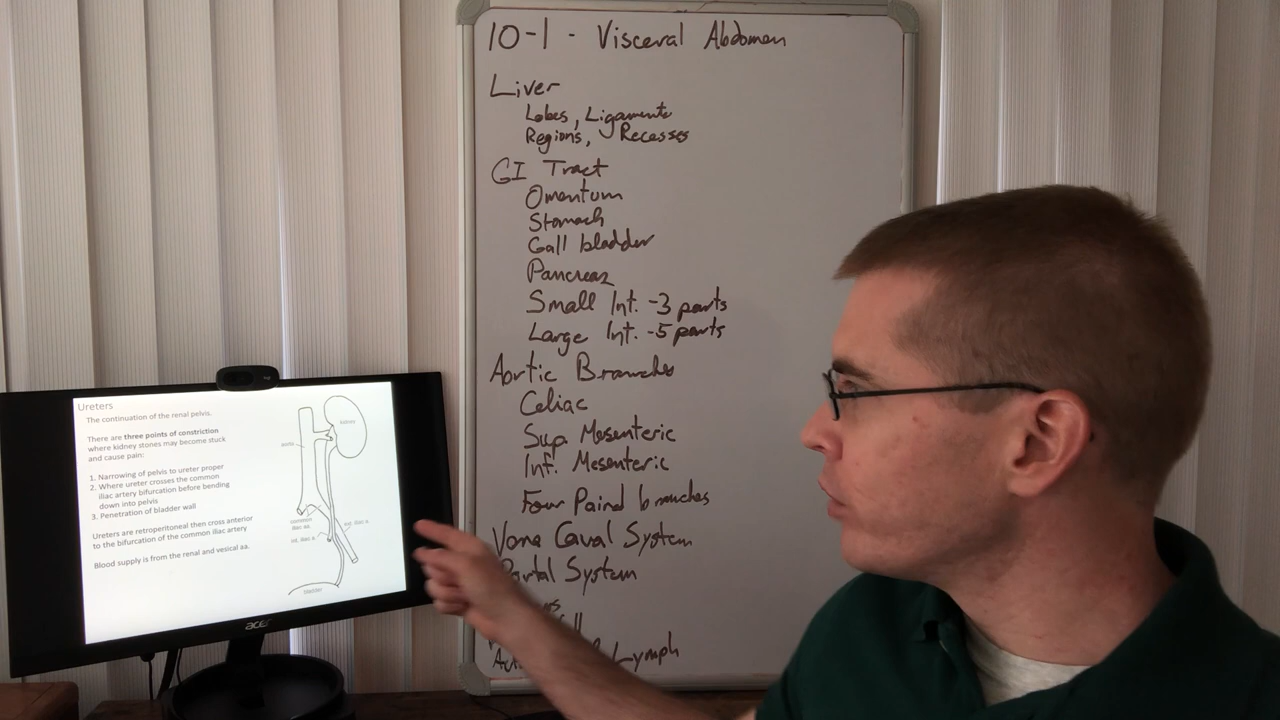 10-1 - Visceral Abdomen
Liver
Lobes, Ligaments
Regions, Recesses
GI Tract
Omentum
Stomach
Gall bladder
Pancreas
Small Int. -3 parts
Large Int. -5 parts
Aortic Branches
Celiac
Sup Mesenteric
Inf. Mesenteric
Four Paired branches
Vena Caval System
Portal System
Lymph
Ureters
The continuation of the renal pelvis.
There are three points of constriction
where kidney stones may become stuck
and cause pain:
1. Narrowing of pelvis to ureter proper
2. Where ureter crosses the common
iliac artery bifurcation before bending
down into pelvis
3. Penetration of bladder wall
Ureters are retroperitoneal then cross anterior
to the bifurcation of the common iliac artery
Blood supply is from the renal and vesical aa.
kidney
aorta
common
iliac aa.
ext. iliac a.
int. iliac a.
bladder
acer